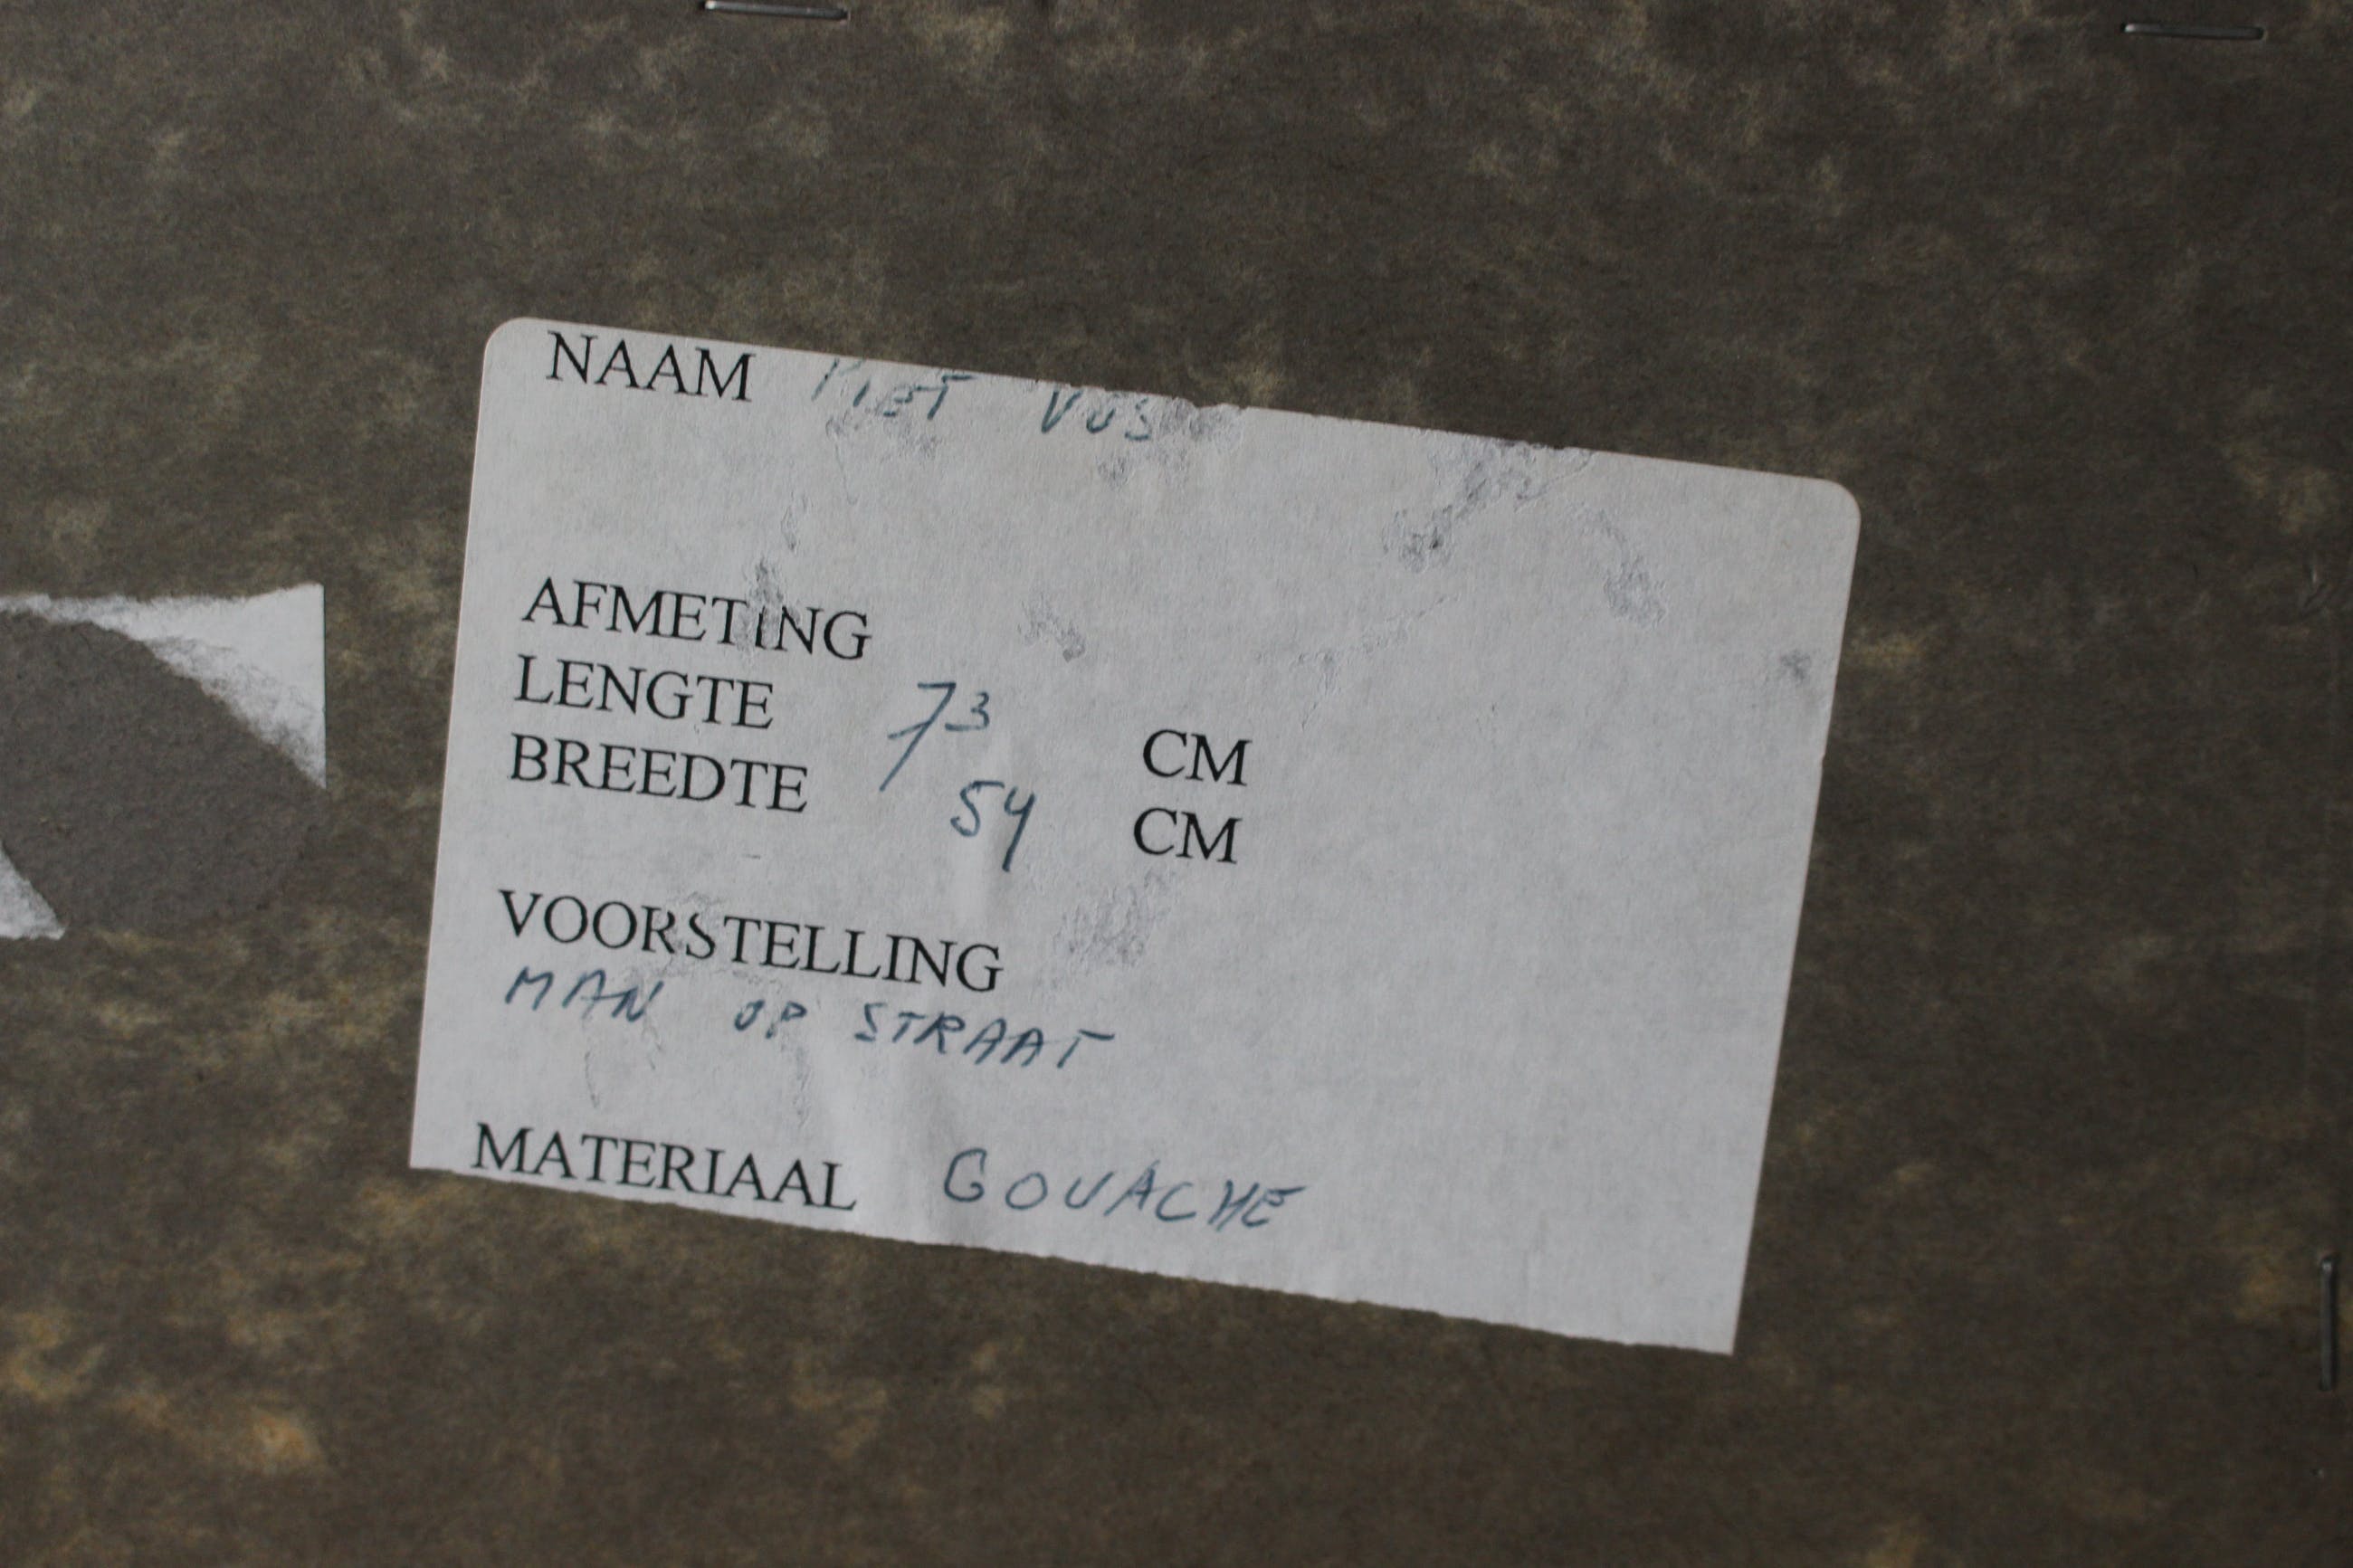 NAAM PIET VOS
AFMETING
LENGTE 73 CM
BREEDTE 54 CM
VOORSTELLING
MAN OP STRAAT
MATERIAAL GOUACHE